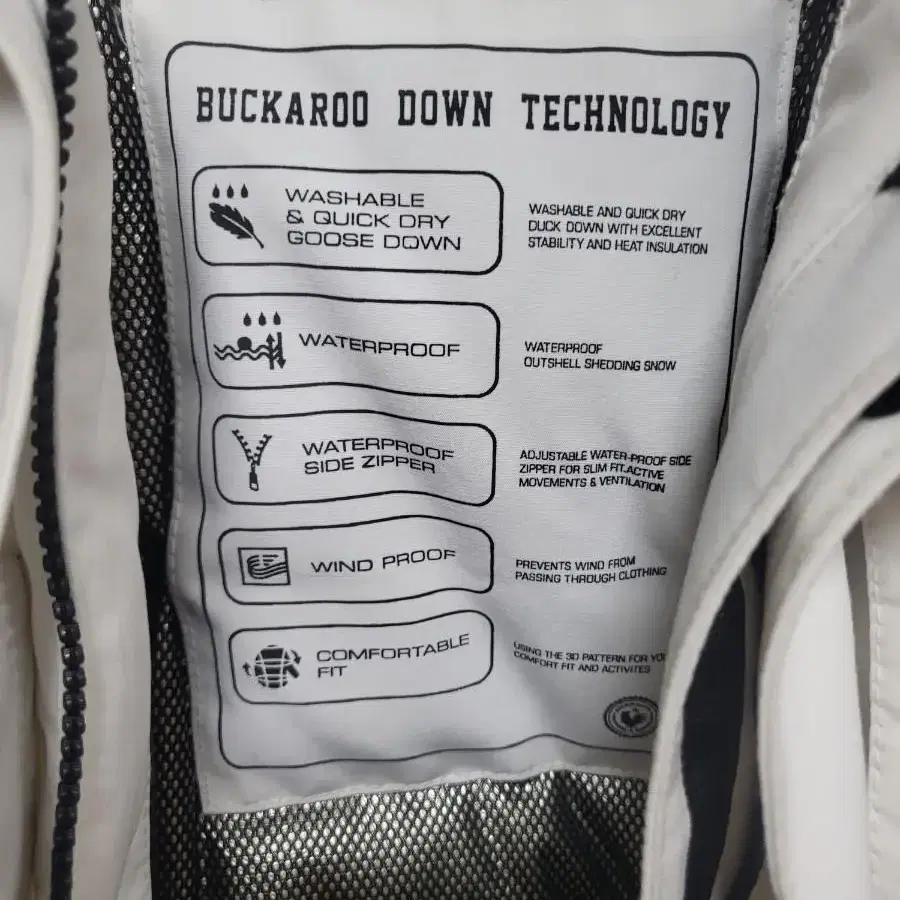 BUCKAROO DOWN TECHNOLOGY
WASHABLE
& QUICK DRY
GOOSE DOWN
WASHABLE AND QUICK DRY
DUCK DOWN WITH EXCELLENT
STABILITY AND HEAT INSULATION
WATERPROOF
WATERPROOF
OUTSHELL SHEDDING SNOW
WATERPROOF
SIDE ZIPPER
ADJUSTABLE WATER-PROOF SIDE
ZIPPER FOR SLIM FIT.ACTIVE
MOVEMENTS & VENTILATION
WIND PROOF
PREVENTS WIND FROM
PASSING THROUGH CLOTHING
COMFORTABLE
FIT
USING THE 3D PATTERN FOR
COMFORT FIT AND ACTIVITES